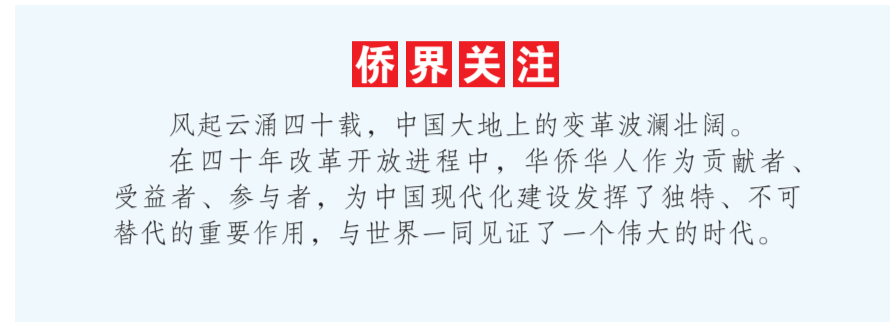 侨界关注
风起云涌四十载，中国大地上的变革波澜壮阔。
在四十年改革开放进程中，华侨华人作为贡献者、
受益者、参与者，为中国现代化建设发挥了独特、不可
替代的重要作用，与世界一同见证了一个伟大的时代。